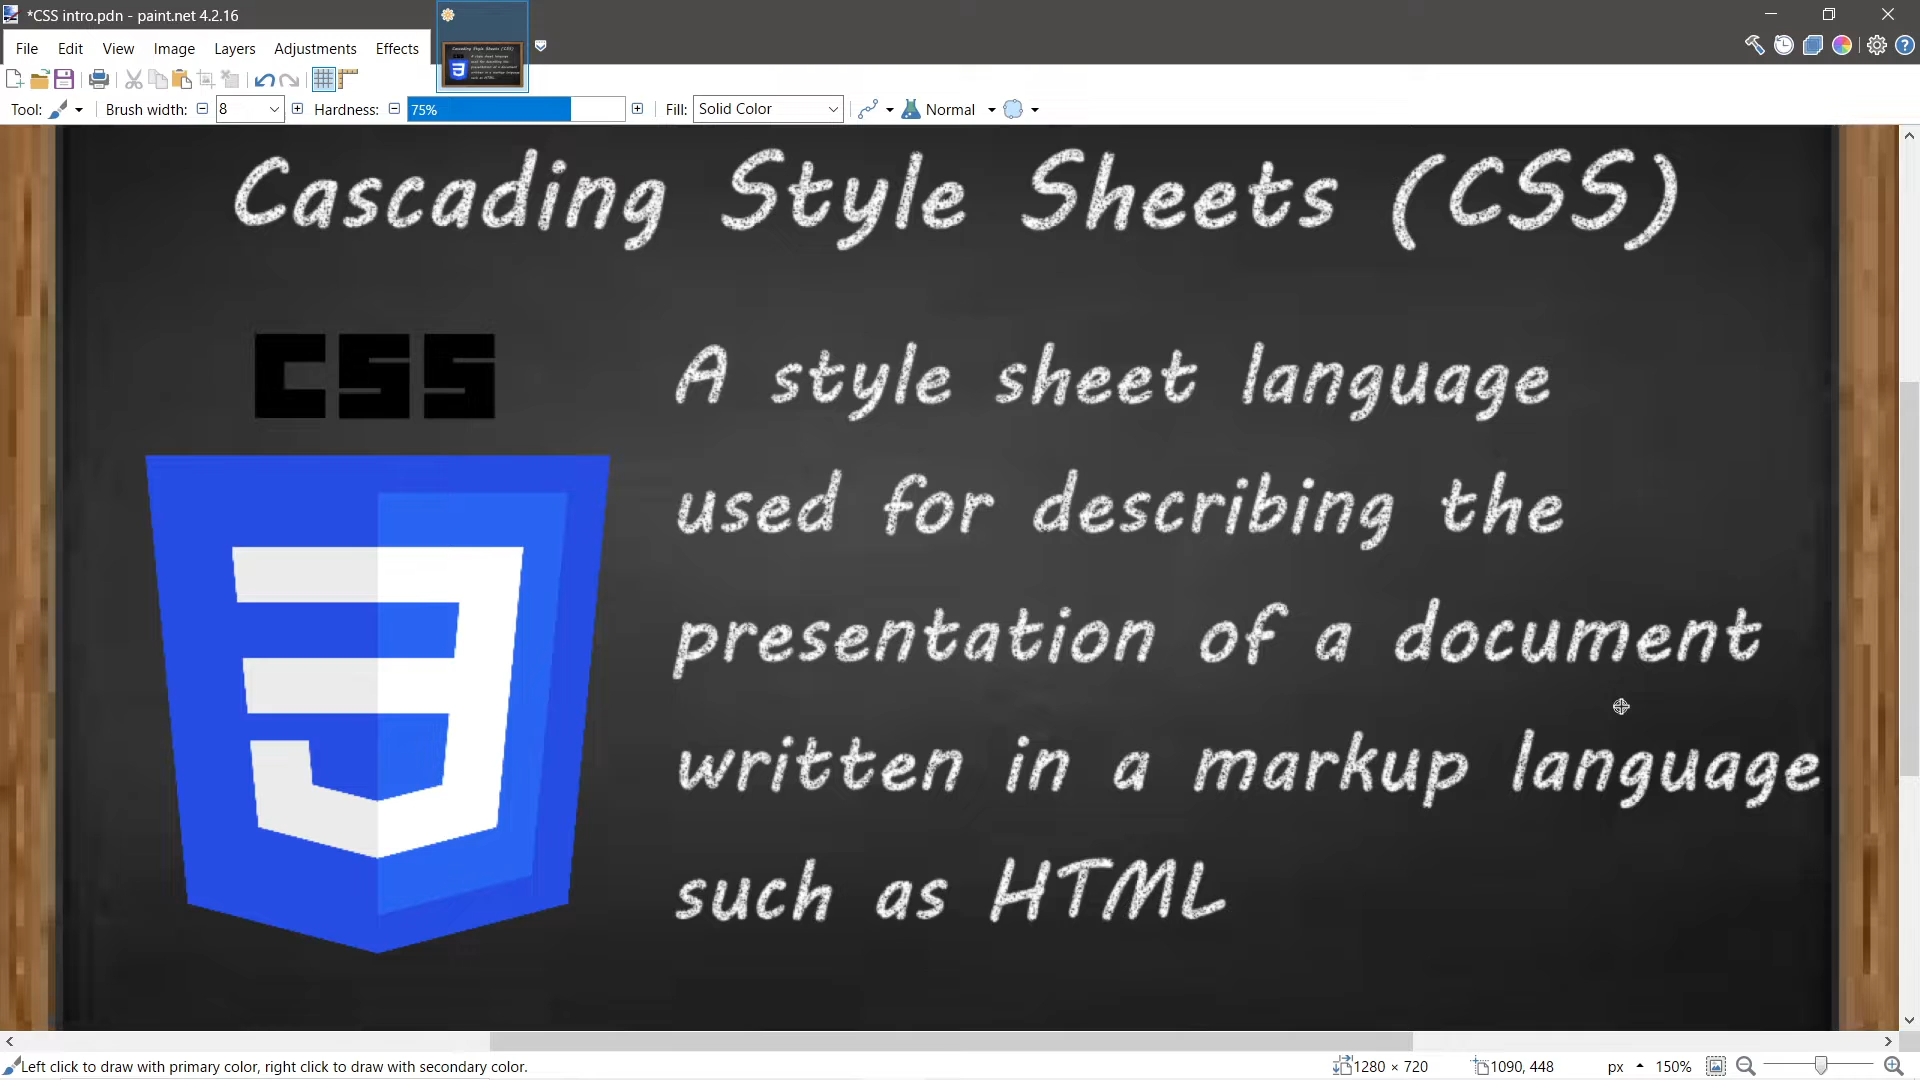 *CSS intro.pdn - paint.net 4.2.16
File Edit View Image Layers Adjustments Effects
Tool: Brush width: 8 Hardness: 75% Fill: Solid Color Normal
Cascading Style Sheets (CSS)
CSS
A style sheet language
used for describing the
presentation of a document
written in a markup language
such as HTML
Left click to draw with primary color, right click to draw with secondary color. 1280 × 720 1090, 448 px 150%